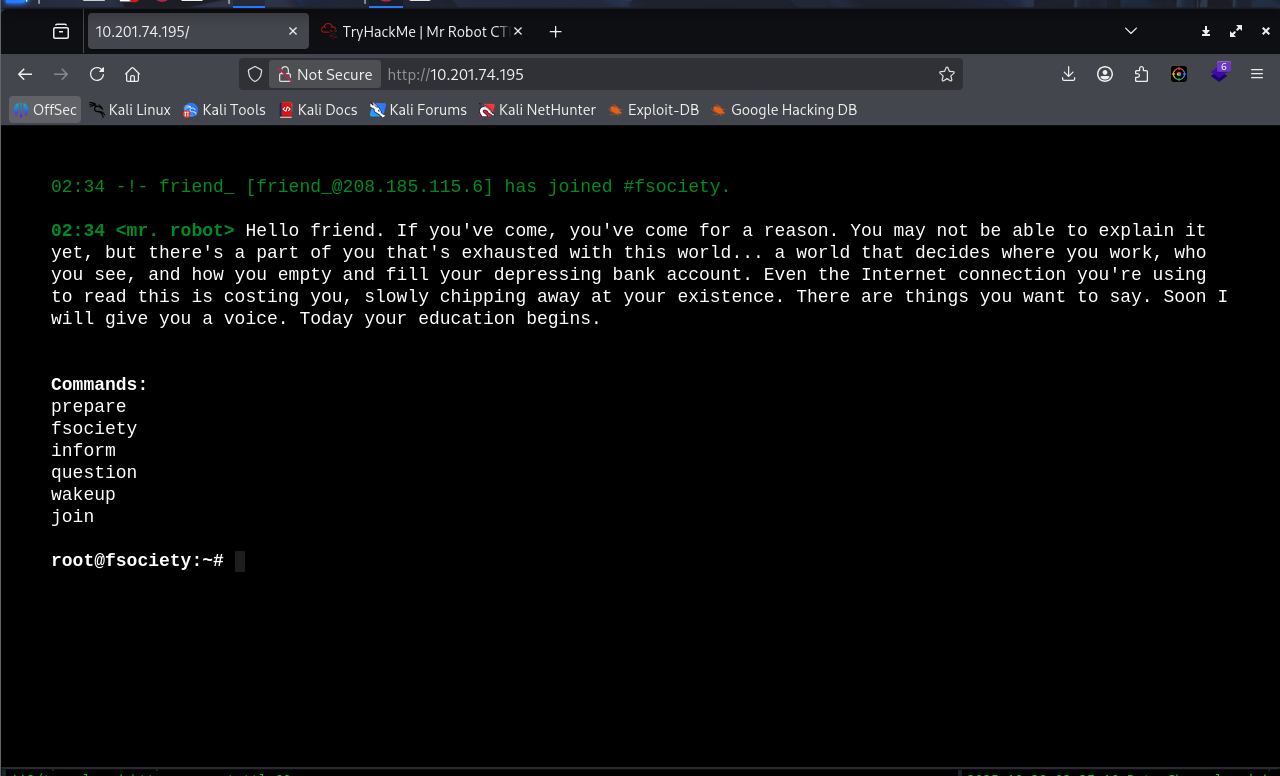 10.201.74.195/
TryHackMe | Mr Robot CT
Not Secure http://10.201.74.195
6
OffSec Kali Linux Kali Tools Kali Docs Kali Forums Kali NetHunter Exploit-DB Google Hacking DB
02:34 -!- friend_ [friend_@208.185.115.6] has joined #fsociety.
02:34 <mr. robot> Hello friend. If you've come, you've come for a reason. You may not be able to explain it
yet, but there's a part of you that's exhausted with this world... a world that decides where you work, who
you see, and how you empty and fill your depressing bank account. Even the Internet connection you're using
to read this is costing you, slowly chipping away at your existence. There are things you want to say. Soon I
will give you a voice. Today your education begins.
Commands:
prepare
fsociety
inform
question
wakeup
join
root@fsociety:~#